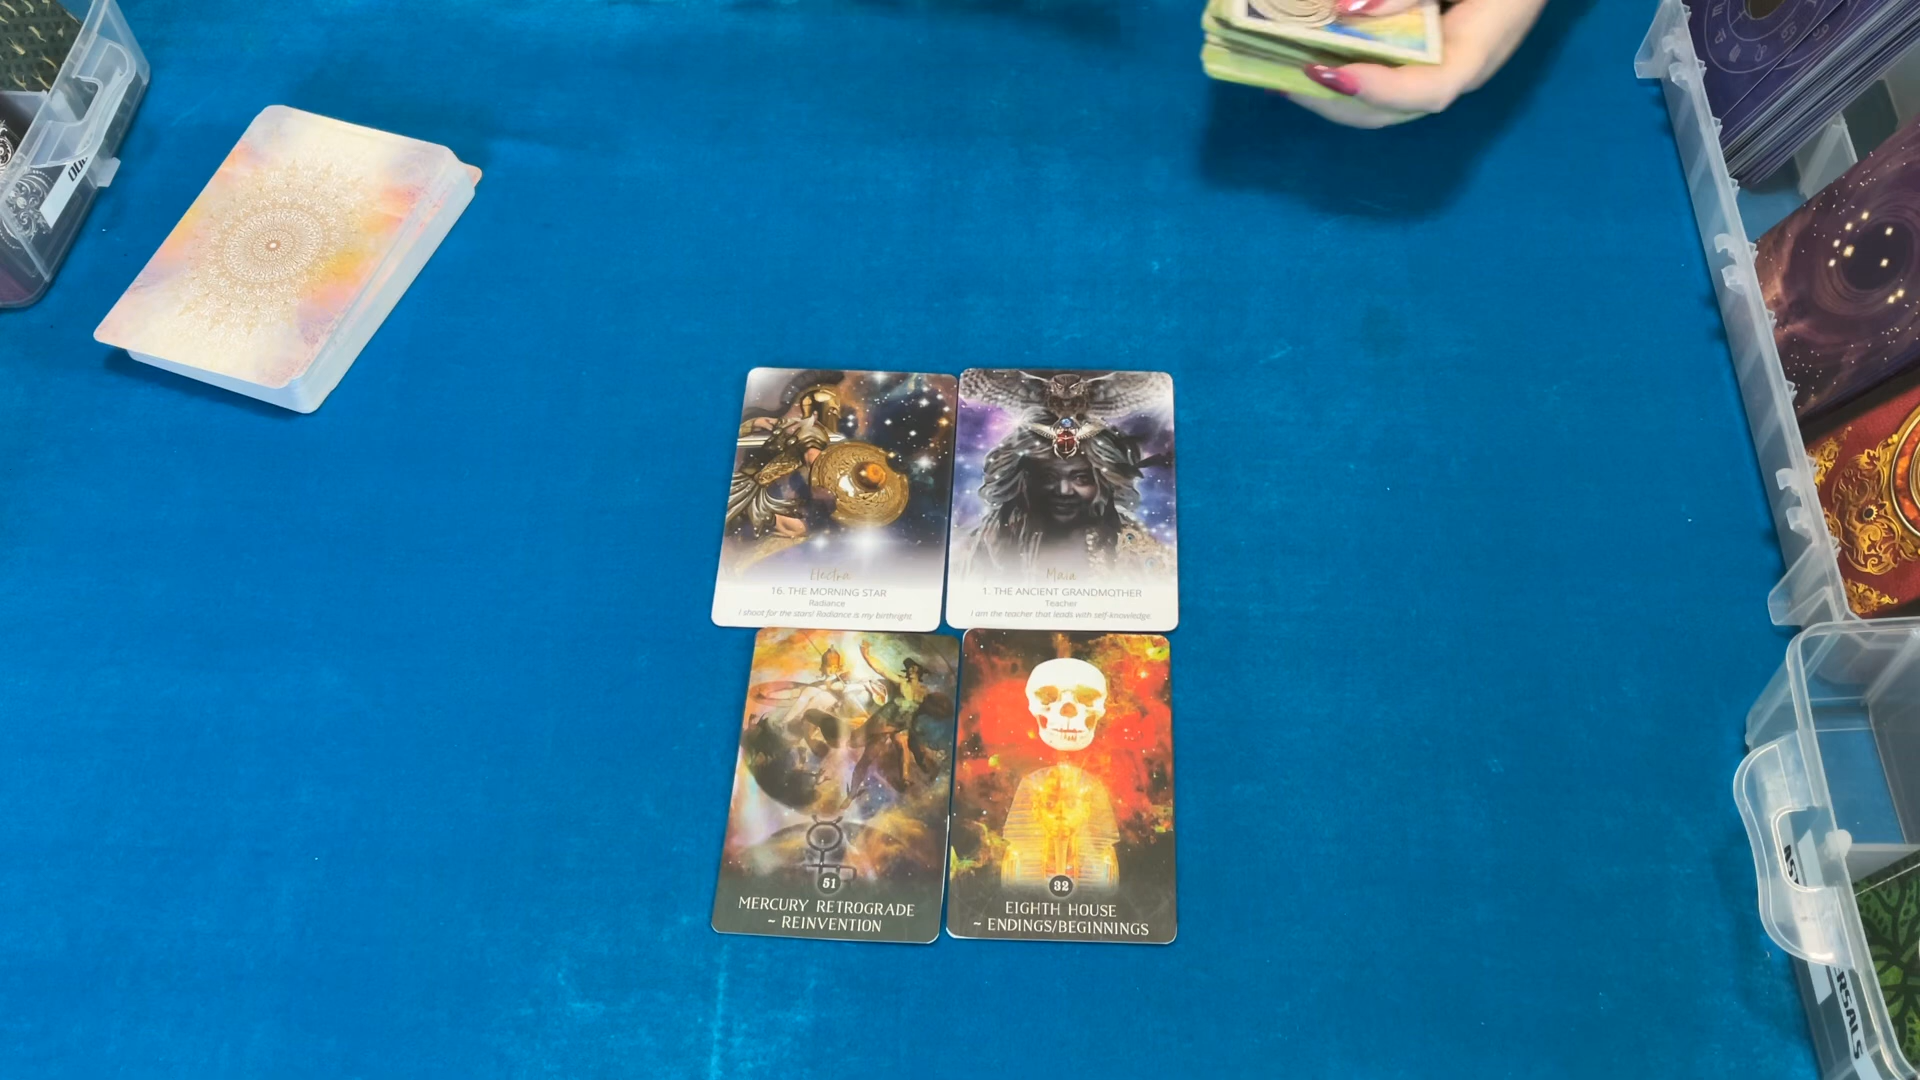 Electra
16. THE MORNING STAR
Radiance
I shoot for the stars! Radiance is my birthright.
Maia
1. THE ANCIENT GRANDMOTHER
Teacher
I am the teacher that leads with self-knowledge.
51
MERCURY RETROGRADE
~ REINVENTION
32
EIGHTH HOUSE
~ ENDINGS/BEGINNINGS